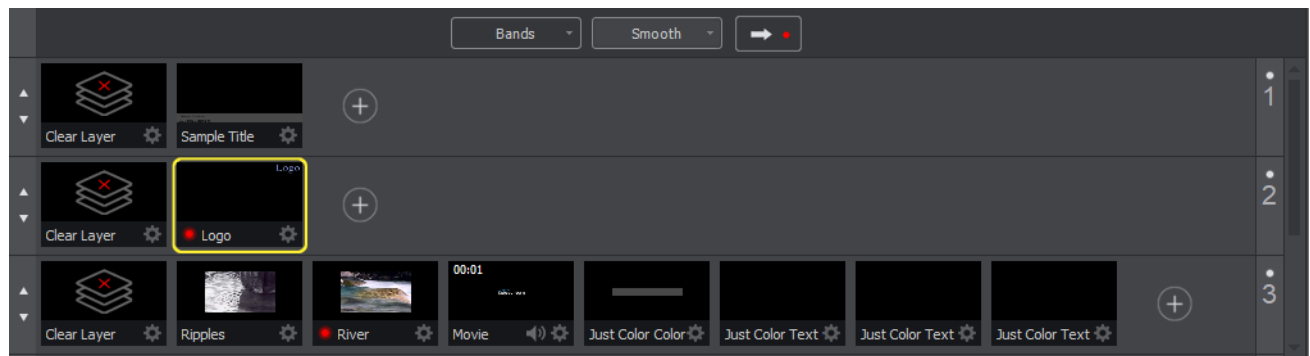 Bands
Smooth
1
Clear Layer
Sample Title
Logo
2
Clear Layer
Logo
00:01
3
Clear Layer
Ripples
River
Movie
Just Color Color
Just Color Text
Just Color Text
Just Color Text